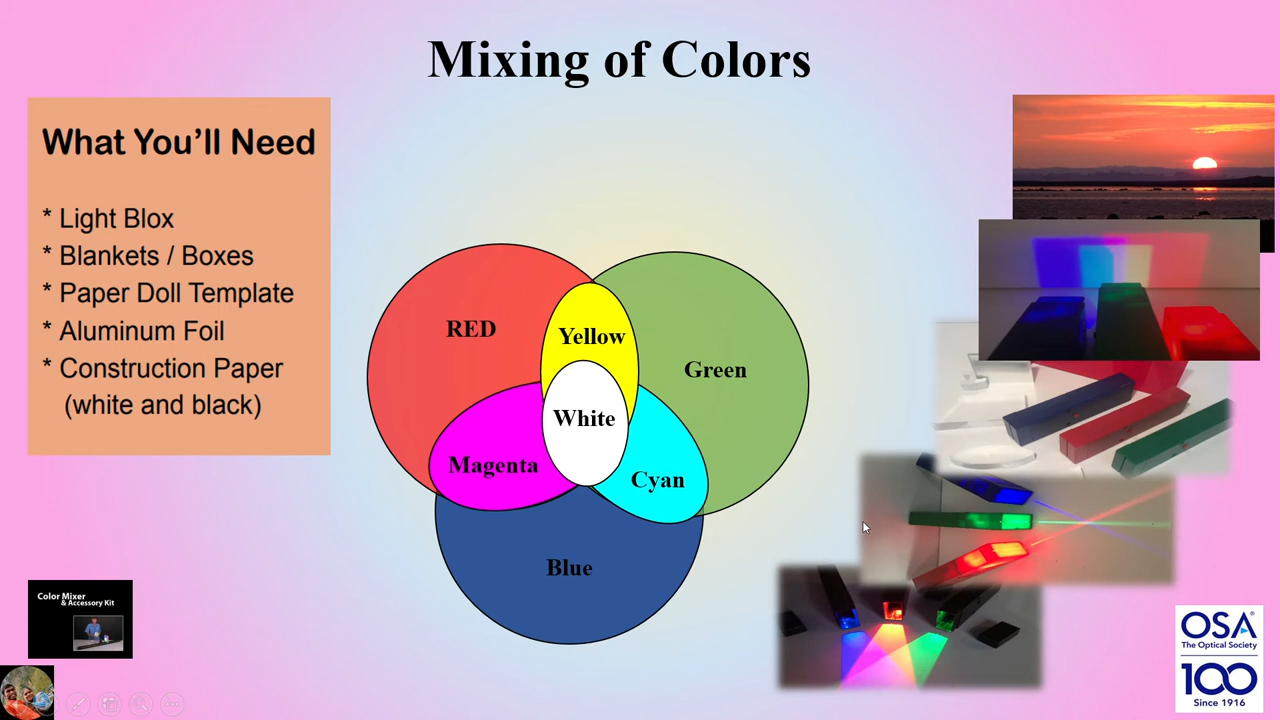 Mixing of Colors
What You'll Need
* Light Blox
* Blankets / Boxes
* Paper Doll Template
* Aluminum Foil
* Construction Paper
(white and black)
RED
Yellow
Green
White
Magenta
Cyan
Blue
Color Mixer
& Accessory Kit
OSA®
The Optical Society
100
Since 1916